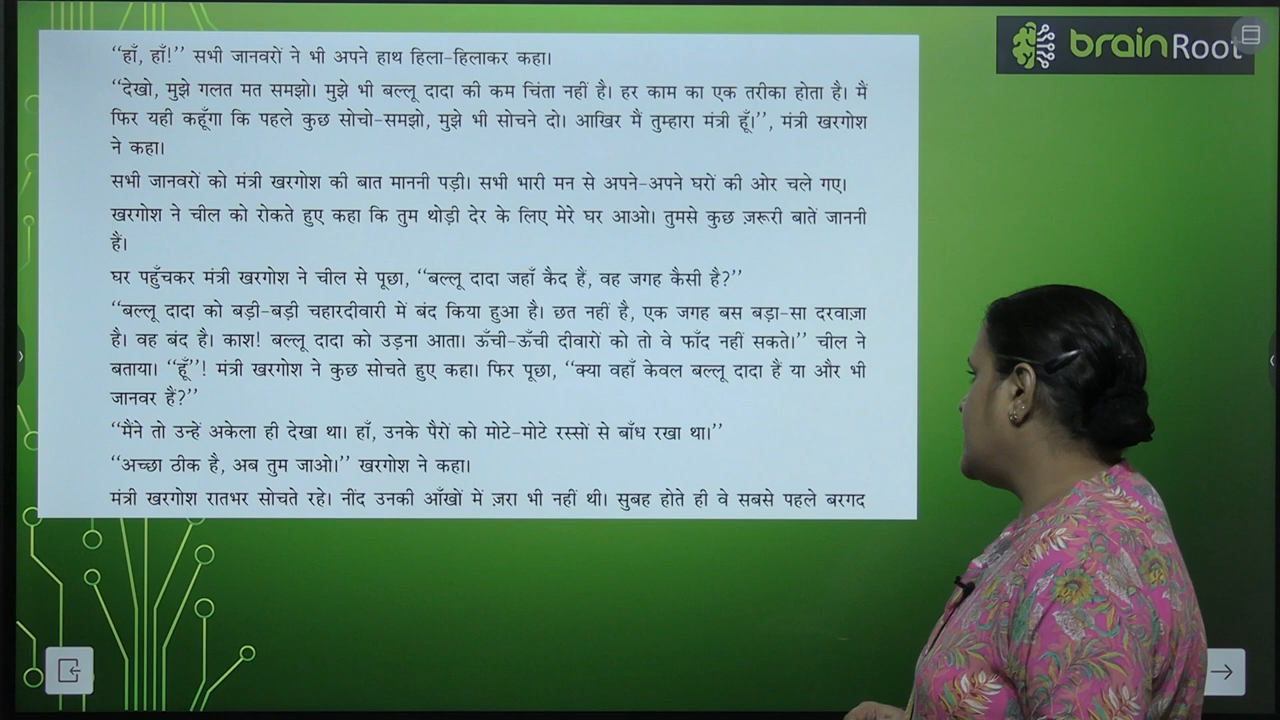 brainRoot
“हाँ, हाँ!” सभी जानवरों ने भी अपने हाथ हिला-हिलाकर कहा।
“देखो, मुझे गलत मत समझो। मुझे भी बल्लू दादा की कम चिंता नहीं है। हर काम का एक तरीका होता है। मैं
फिर यही कहूँगा कि पहले कुछ सोचो-समझो, मुझे भी सोचने दो। आखिर मैं तुम्हारा मंत्री हूँ।”, मंत्री खरगोश
ने कहा।
सभी जानवरों को मंत्री खरगोश की बात माननी पड़ी। सभी भारी मन से अपने-अपने घरों की ओर चले गए।
खरगोश ने चील को रोकते हुए कहा कि तुम थोड़ी देर के लिए मेरे घर आओ। तुमसे कुछ ज़रूरी बातें जाननी
हैं।
घर पहुँचकर मंत्री खरगोश ने चील से पूछा, “बल्लू दादा जहाँ कैद हैं, वह जगह कैसी है?”
“बल्लू दादा को बड़ी-बड़ी चहारदीवारी में बंद किया हुआ है। छत नहीं है, एक जगह बस बड़ा-सा दरवाज़ा
है। वह बंद है। काश! बल्लू दादा को उड़ना आता। ऊँची-ऊँची दीवारों को तो वे फाँद नहीं सकते।” चील ने
बताया। “हूँ”! मंत्री खरगोश ने कुछ सोचते हुए कहा। फिर पूछा, “क्या वहाँ केवल बल्लू दादा हैं या और भी
जानवर हैं?”
“मैंने तो उन्हें अकेला ही देखा था। हाँ, उनके पैरों को मोटे-मोटे रस्सों से बाँध रखा था।”
“अच्छा ठीक है, अब तुम जाओ।” खरगोश ने कहा।
मंत्री खरगोश रातभर सोचते रहे। नींद उनकी आँखों में ज़रा भी नहीं थी। सुबह होते ही वे सबसे पहले बरगद